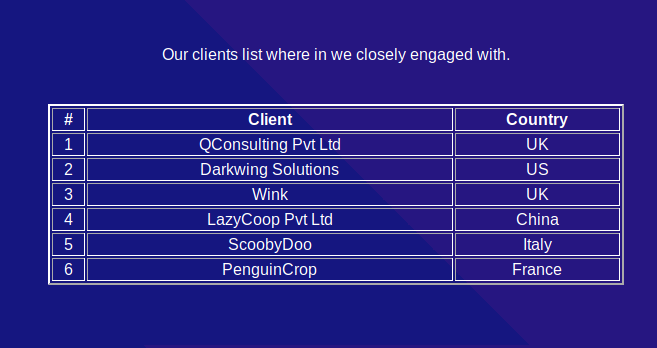 Our clients list where in we closely engaged with.
# Client Country
1 QConsulting Pvt Ltd UK
2 Darkwing Solutions US
3 Wink UK
4 LazyCoop Pvt Ltd China
5 ScoobyDoo Italy
6 PenguinCrop France